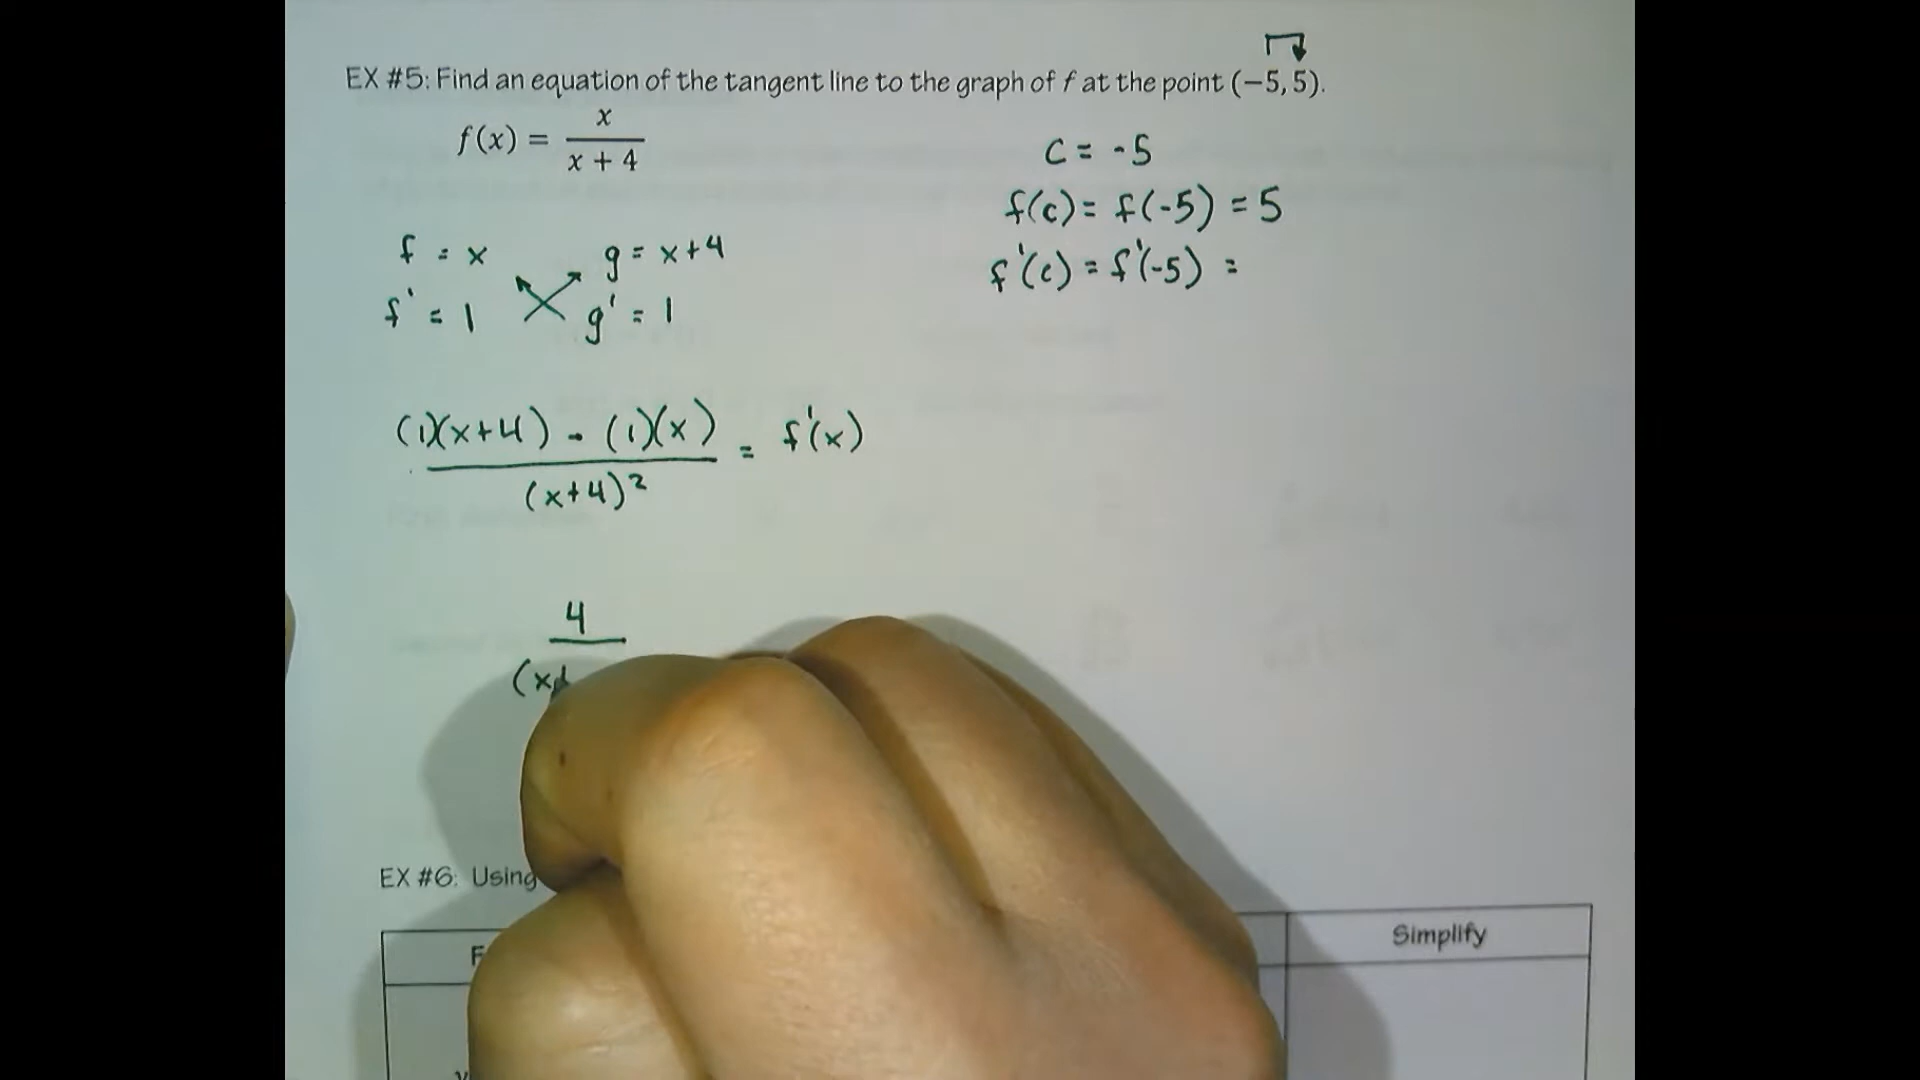 EX #5: Find an equation of the tangent line to the graph of f at the point (−5, 5).
f(x) = x / (x + 4)
c = -5
f(c) = f(-5) = 5
f'(c) = f'(-5) =
f = x
g = x+4
f' = 1
g' = 1
(1)(x+4) - (1)(x) / (x+4)² = f'(x)
4
(x+
EX #6: Using
Simplify